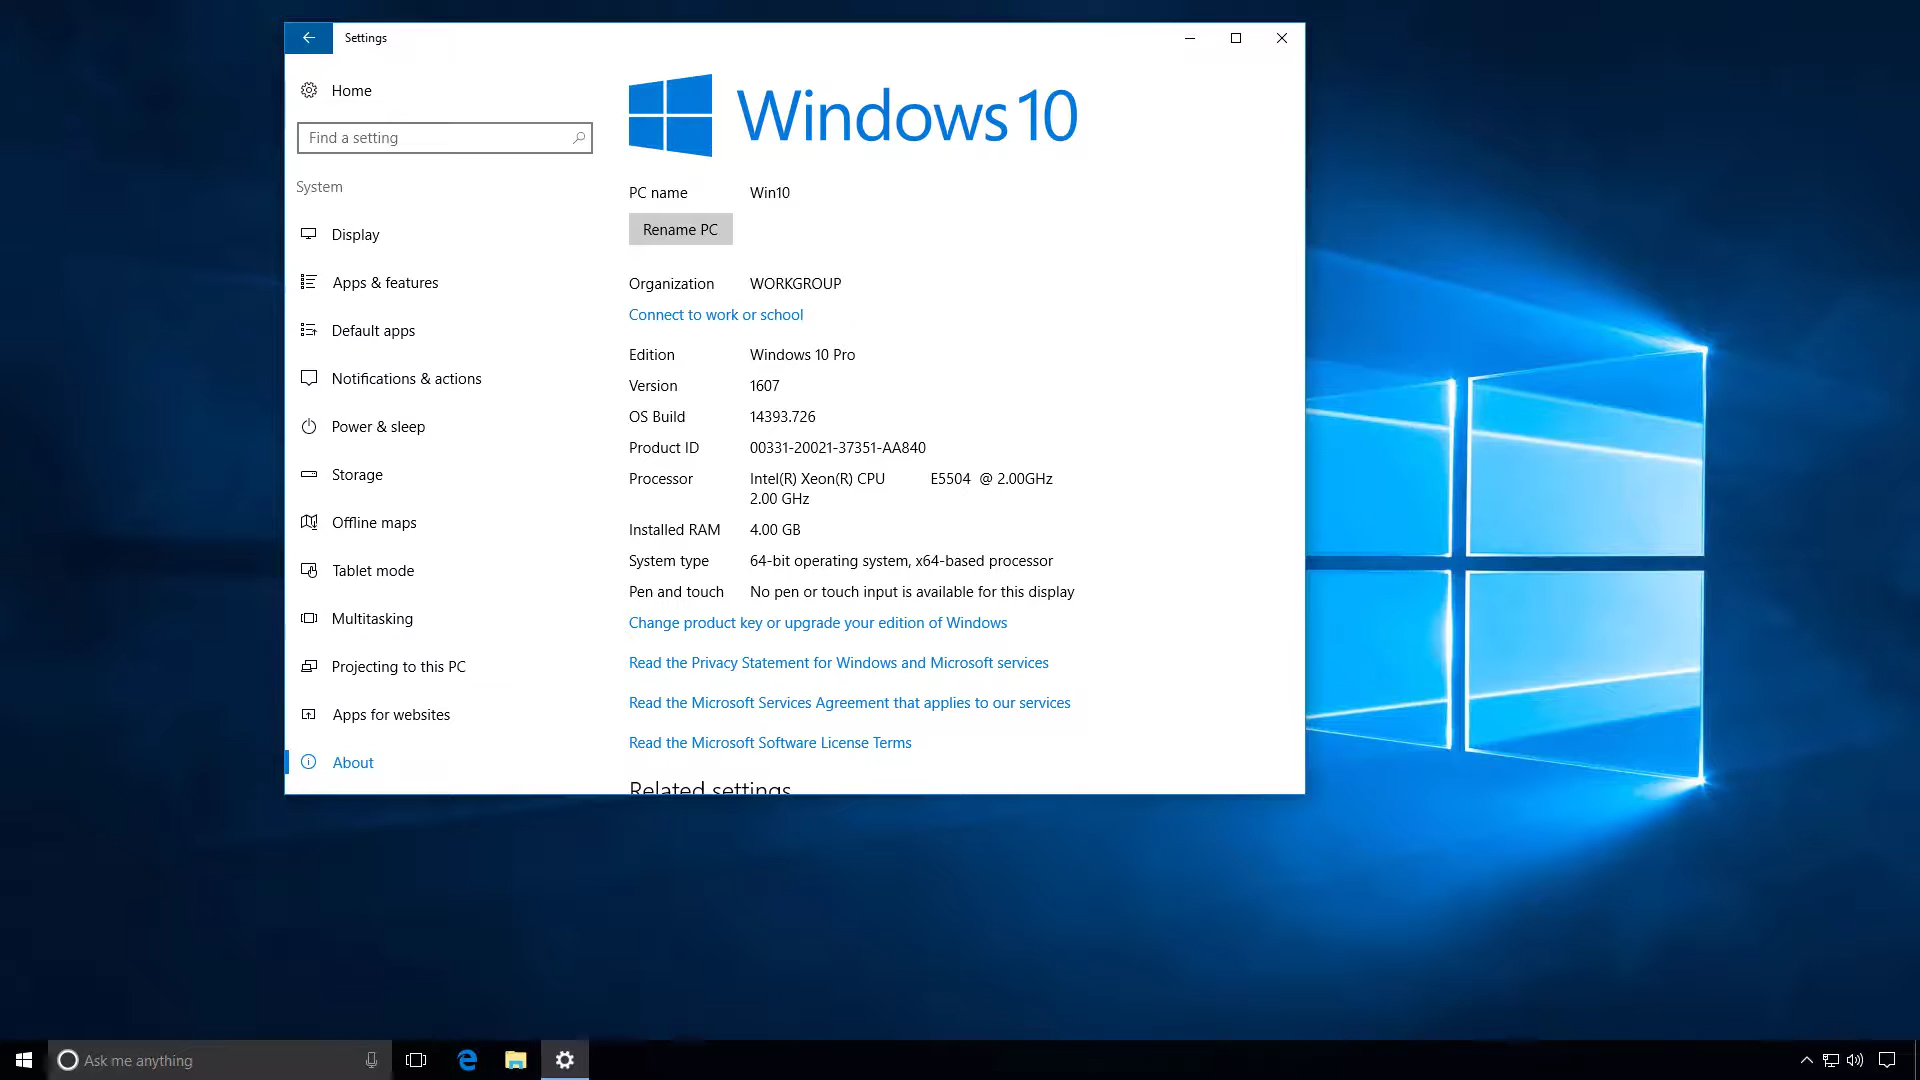 Settings
Home
Find a setting
System
Display
Apps & features
Default apps
Notifications & actions
Power & sleep
Storage
Offline maps
Tablet mode
Multitasking
Projecting to this PC
Apps for websites
About
Windows 10
PC name Win10
Rename PC
Organization WORKGROUP
Connect to work or school
Edition Windows 10 Pro
Version 1607
OS Build 14393.726
Product ID 00331-20021-37351-AA840
Processor Intel(R) Xeon(R) CPU E5504 @ 2.00GHz
2.00 GHz
Installed RAM 4.00 GB
System type 64-bit operating system, x64-based processor
Pen and touch No pen or touch input is available for this display
Change product key or upgrade your edition of Windows
Read the Privacy Statement for Windows and Microsoft services
Read the Microsoft Services Agreement that applies to our services
Read the Microsoft Software License Terms
Related settings
Ask me anything